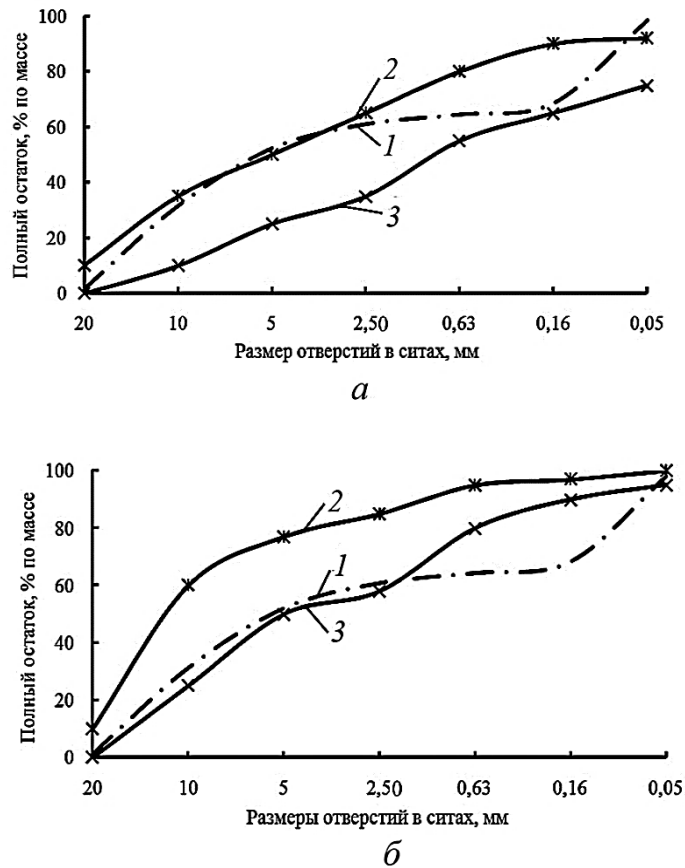 Полный остаток, % по массе
100
80
60
40
20
0
2
1
3
20 10 5 2,50 0,63 0,16 0,05
Размер отверстий в ситах, мм
а
Полный остаток, % по массе
100
80
60
40
20
0
2
1
3
20 10 5 2,50 0,63 0,16 0,05
Размеры отверстий в ситах, мм
б